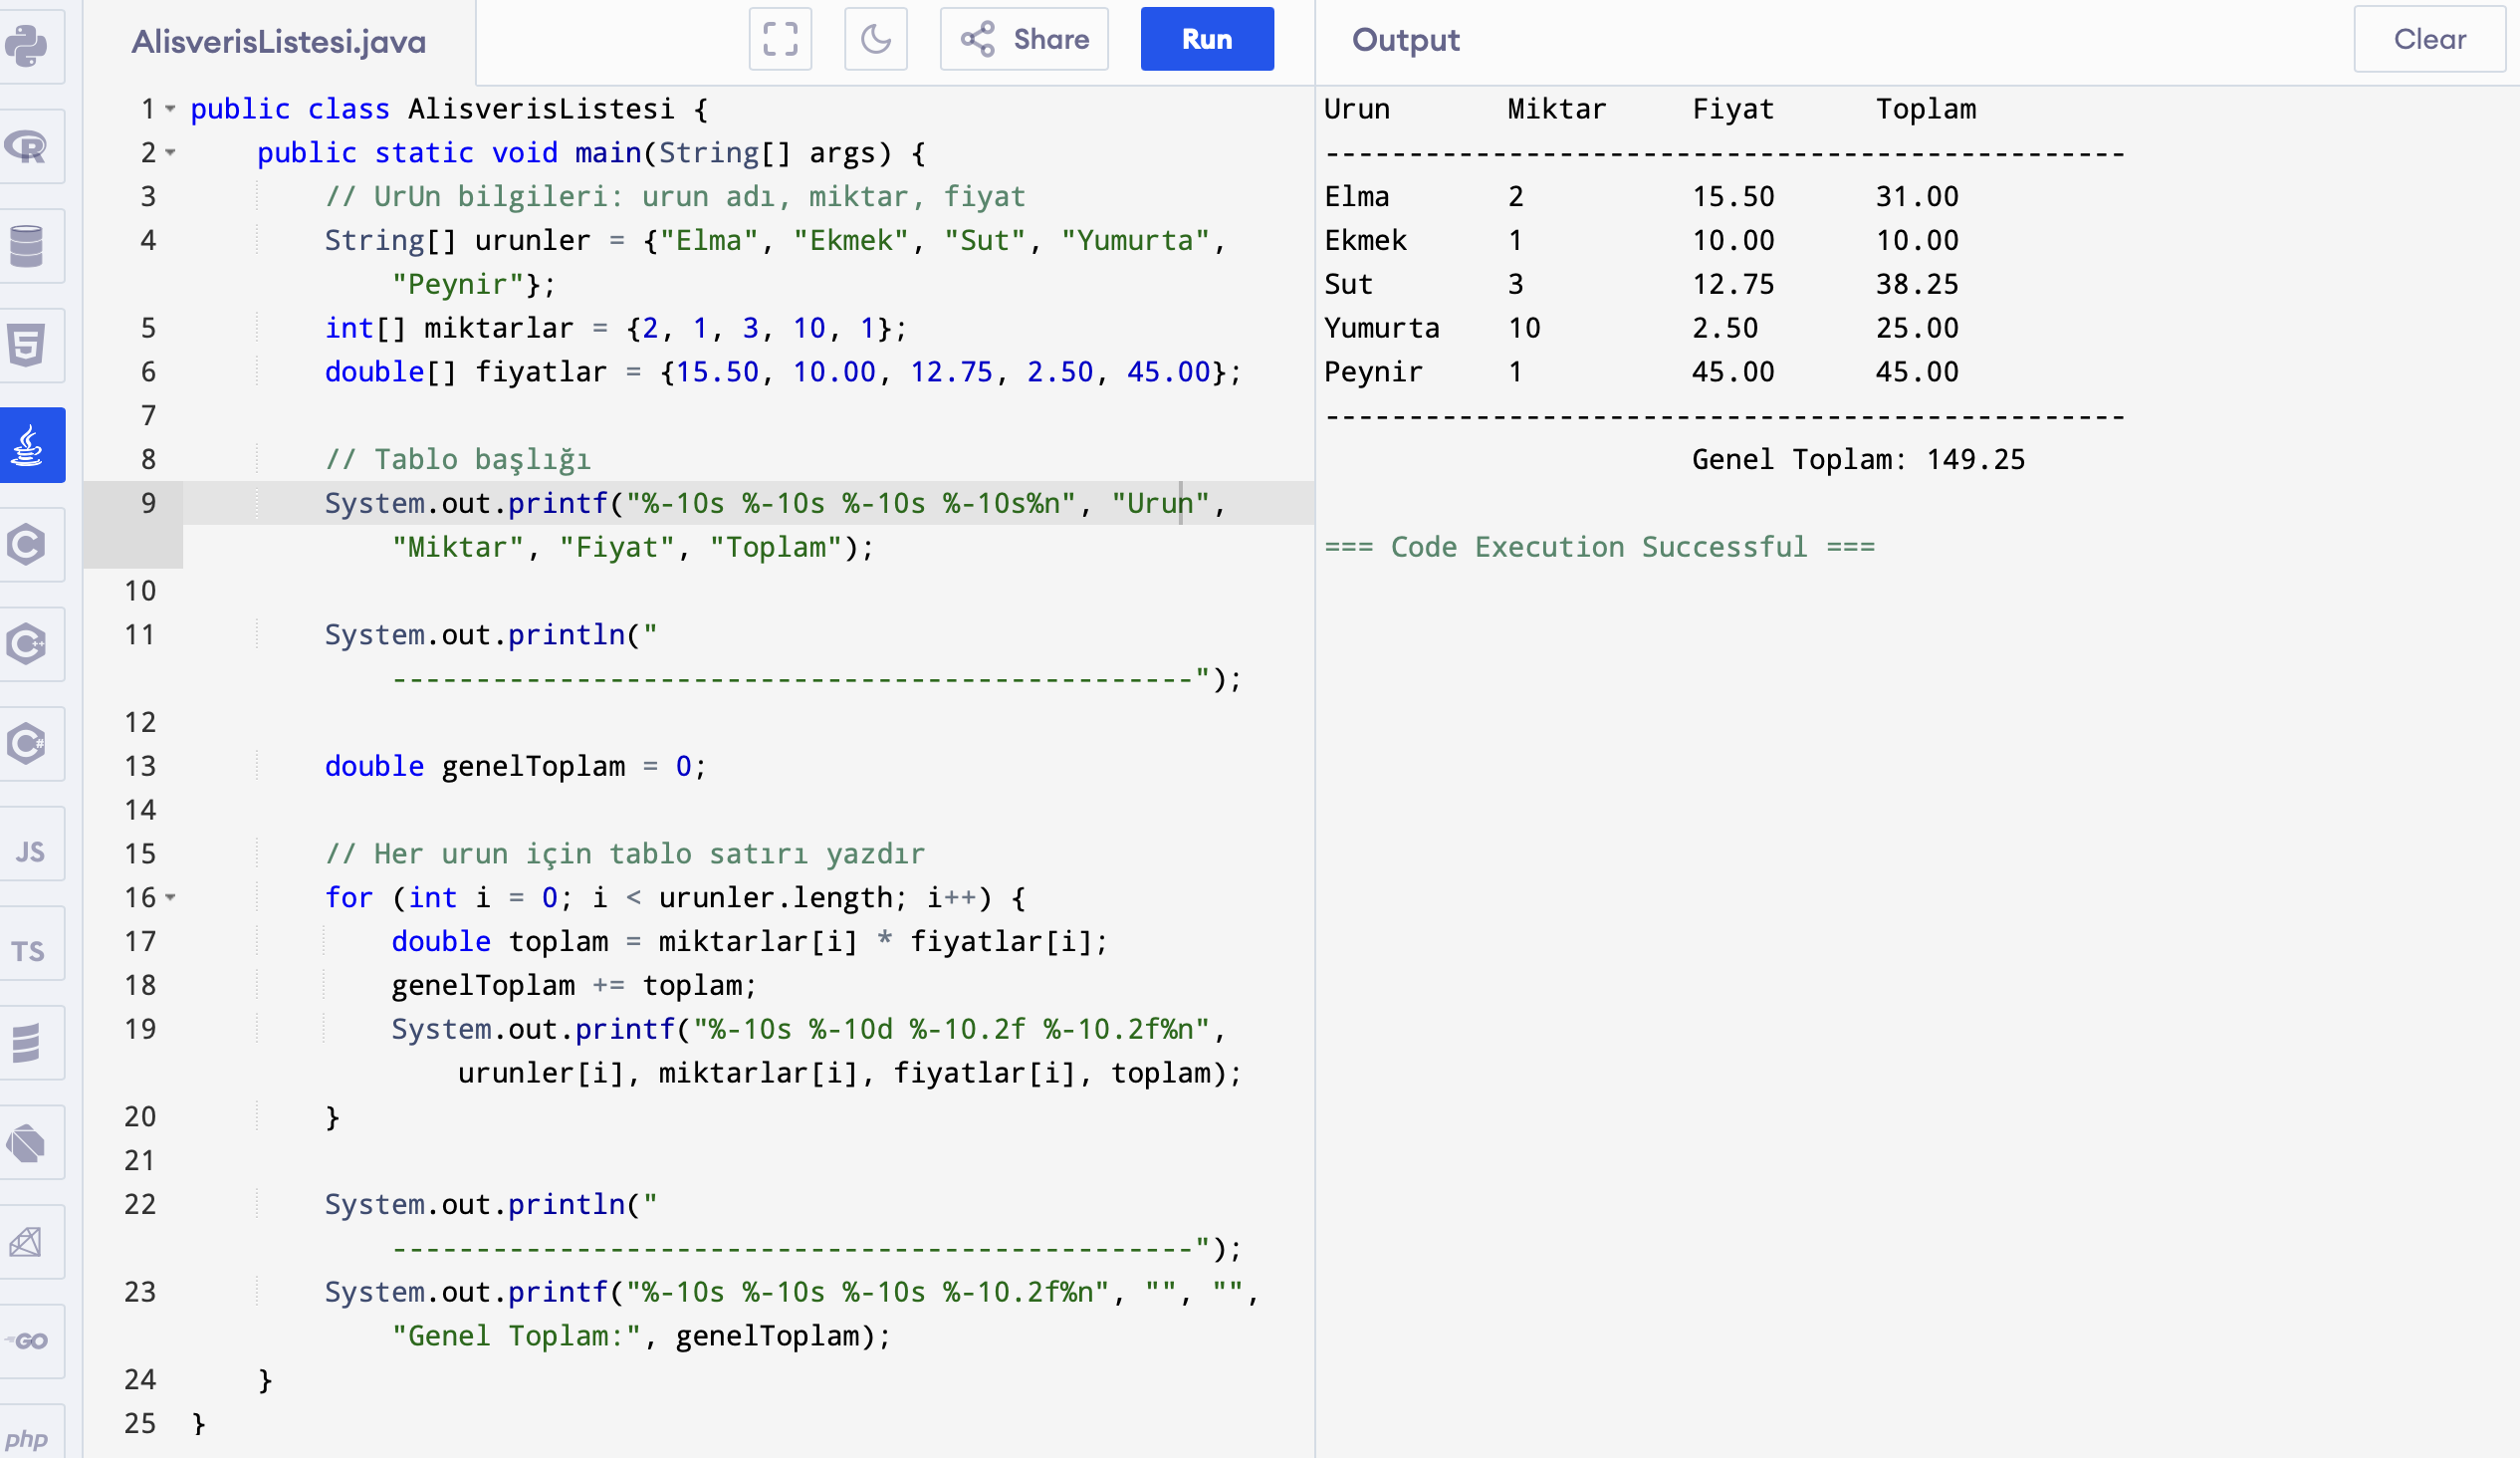 AlisverisListesi.java
Share
Run
Output
Clear
R
5
C
C++
C#
JS
TS
GO
php
1 public class AlisverisListesi {
2 public static void main(String[] args) {
3 // UrUn bilgileri: urun adı, miktar, fiyat
4 String[] urunler = {"Elma", "Ekmek", "Sut", "Yumurta",
"Peynir"};
5 int[] miktarlar = {2, 1, 3, 10, 1};
6 double[] fiyatlar = {15.50, 10.00, 12.75, 2.50, 45.00};
7
8 // Tablo başlığı
9 System.out.printf("%-10s %-10s %-10s %-10s%n", "Urun",
"Miktar", "Fiyat", "Toplam");
10
11 System.out.println("
------------------------------------------------");
12
13 double genelToplam = 0;
14
15 // Her urun için tablo satırı yazdır
16 for (int i = 0; i < urunler.length; i++) {
17 double toplam = miktarlar[i] * fiyatlar[i];
18 genelToplam += toplam;
19 System.out.printf("%-10s %-10d %-10.2f %-10.2f%n",
urunler[i], miktarlar[i], fiyatlar[i], toplam);
20 }
21
22 System.out.println("
------------------------------------------------");
23 System.out.printf("%-10s %-10s %-10s %-10.2f%n", "", "",
"Genel Toplam:", genelToplam);
24 }
25 }
Urun Miktar Fiyat Toplam
------------------------------------------------
Elma 2 15.50 31.00
Ekmek 1 10.00 10.00
Sut 3 12.75 38.25
Yumurta 10 2.50 25.00
Peynir 1 45.00 45.00
------------------------------------------------
Genel Toplam: 149.25
=== Code Execution Successful ===